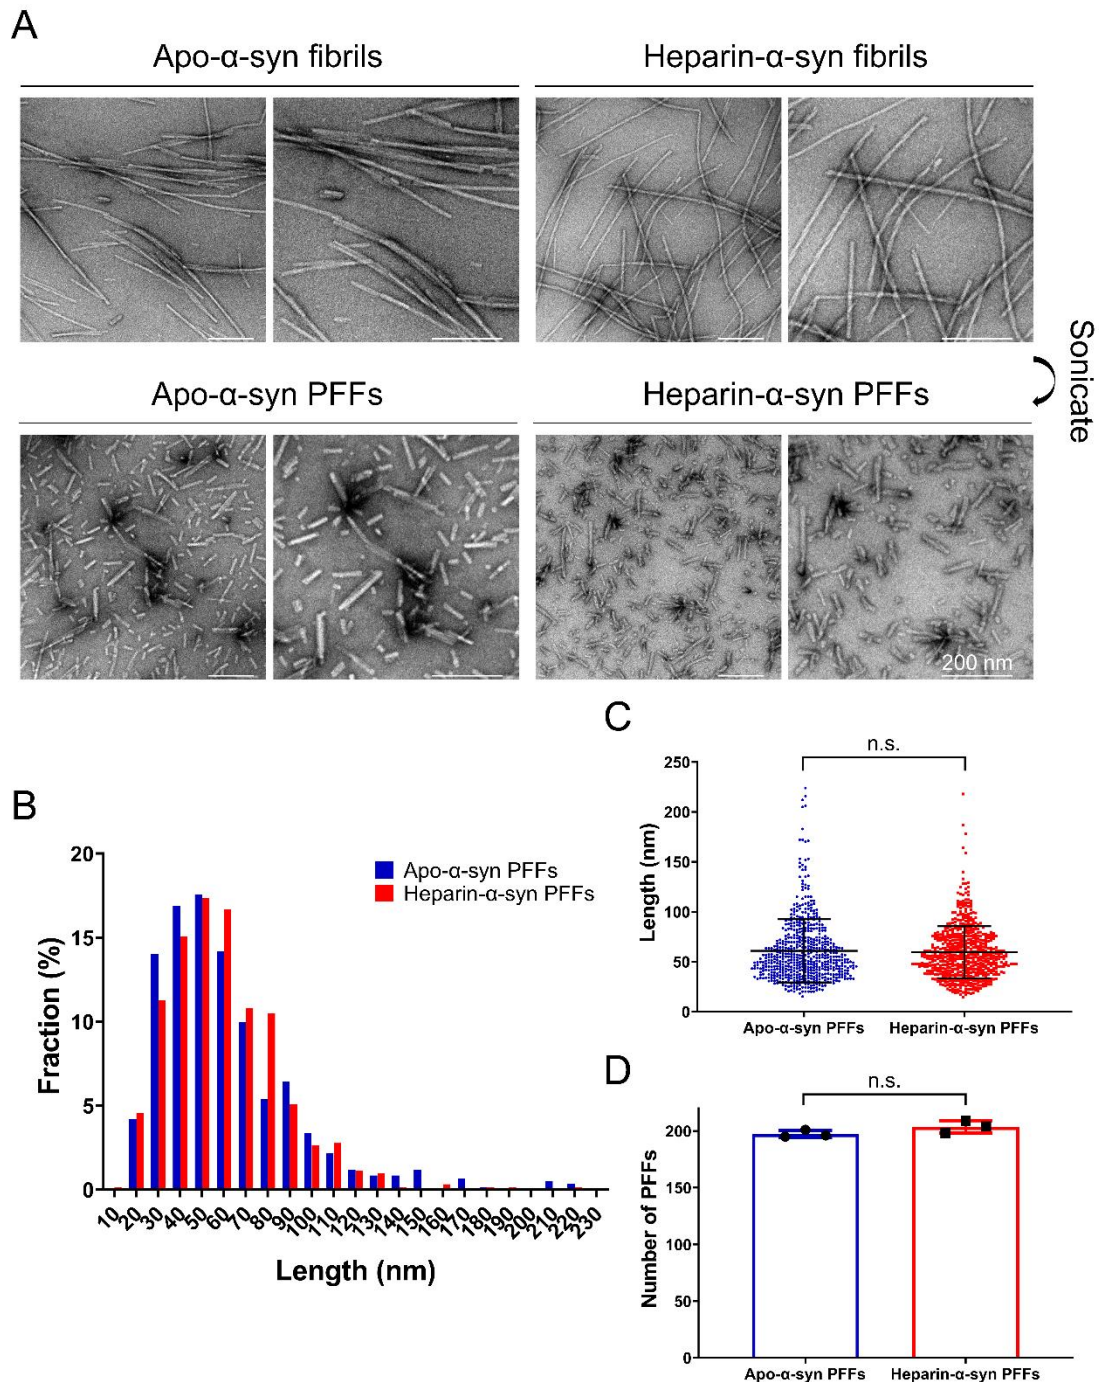 A
Apo-α-syn fibrils
Heparin-α-syn fibrils
Sonicate
Apo-α-syn PFFs
Heparin-α-syn PFFs
200 nm
B
20
15
10
5
0
Fraction (%)
Apo-α-syn PFFs
Heparin-α-syn PFFs
10 20 30 40 50 60 70 80 90 100 110 120 130 140 150 160 170 180 190 200 210 220 230
Length (nm)
C
n.s.
250
200
150
100
50
0
Length (nm)
Apo-α-syn PFFs Heparin-α-syn PFFs
D
n.s.
200
150
200
50
0
Number of PFFs
Apo-α-syn PFFs Heparin-α-syn PFFs